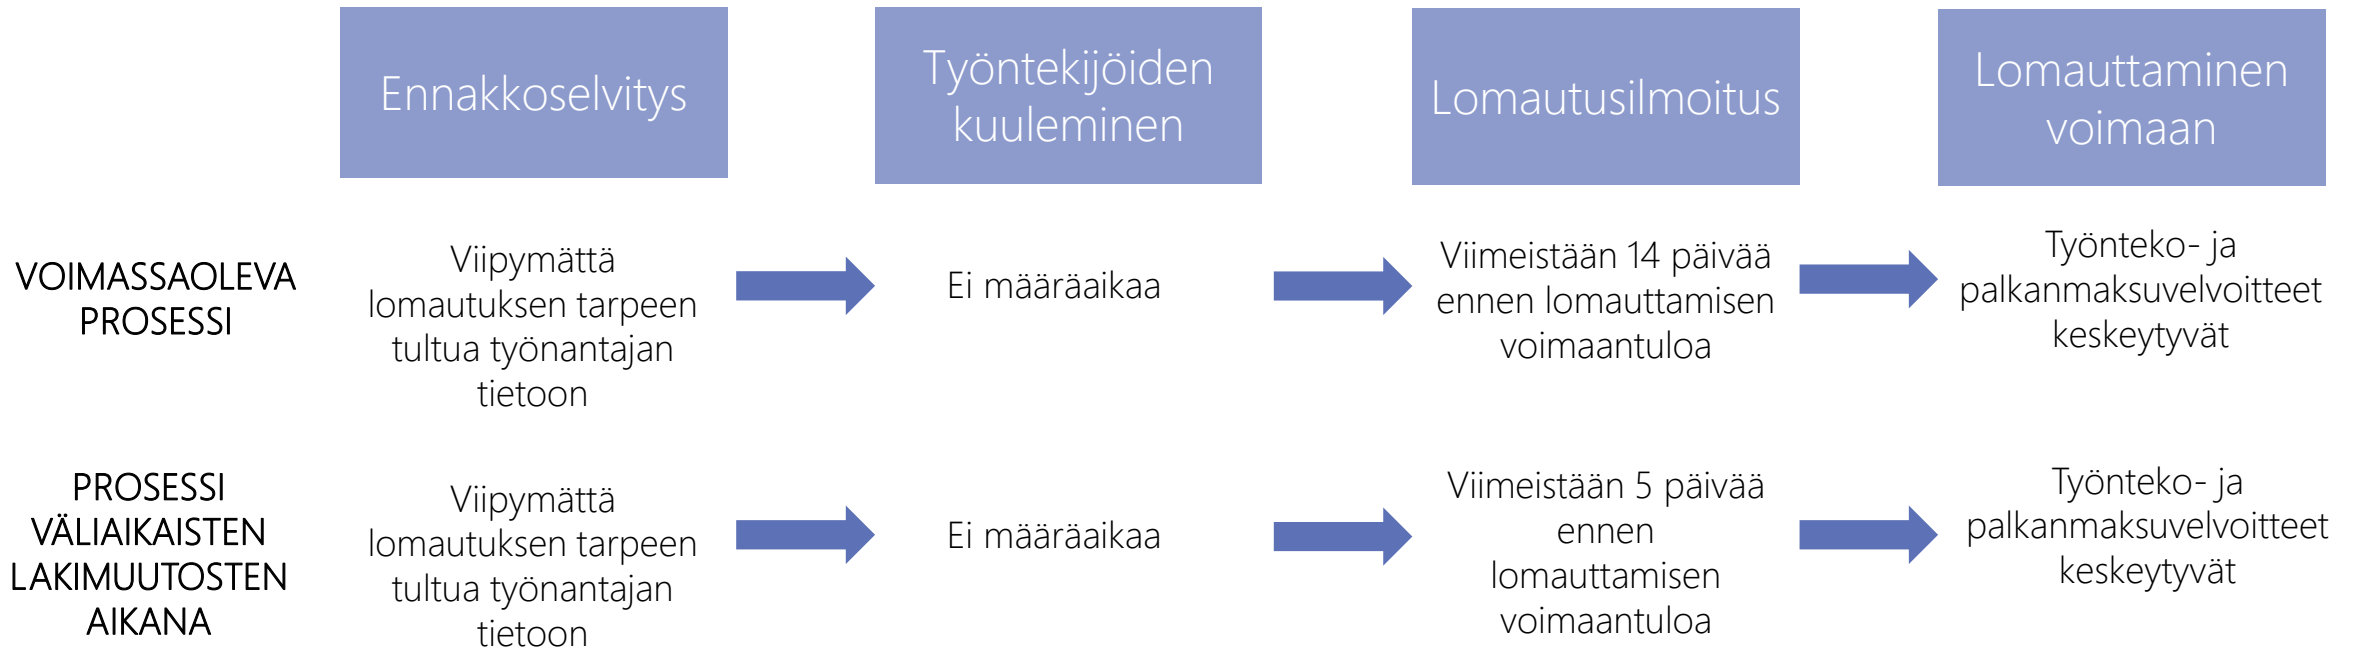 Ennakkoselvitys
Työntekijöiden
kuuleminen
Lomautusilmoitus
Lomauttaminen
voimaan
VOIMASSAOLEVA
PROSESSI
Viipymättä
lomautuksen tarpeen
tultua työnantajan
tietoon
Ei määräaikaa
Viimeistään 14 päivää
ennen lomauttamisen
voimaantuloa
Työnteko- ja
palkanmaksuvelvoitteet
keskeytyvät
PROSESSI
VÄLIAIKAISTEN
LAKIMUUTOSTEN
AIKANA
Viipymättä
lomautuksen tarpeen
tultua työnantajan
tietoon
Ei määräaikaa
Viimeistään 5 päivää
ennen
lomauttamisen
voimaantuloa
Työnteko- ja
palkanmaksuvelvoitteet
keskeytyvät